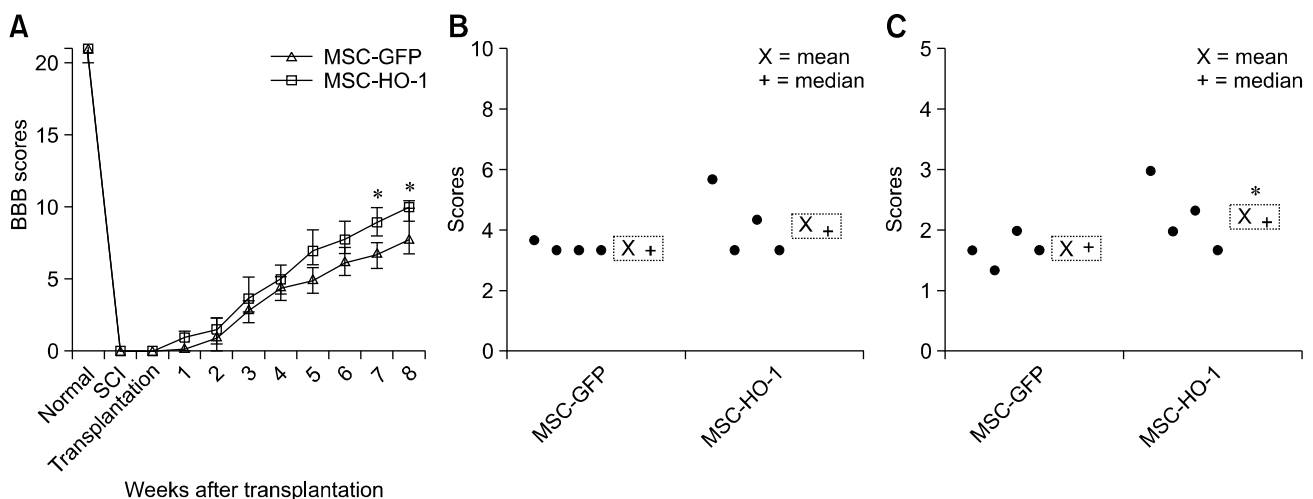 A
BBB scores
20
15
10
5
0
MSC-GFP
MSC-HO-1
*
*
Normal
SCI
Transplantation
1
2
3
4
5
6
7
8
Weeks after transplantation
B
Scores
10
8
6
4
2
0
X = mean
+ = median
X +
X +
MSC-GFP
MSC-HO-1
C
Scores
5
4
3
2
1
0
X = mean
+ = median
X +
*
X +
MSC-GFP
MSC-HO-1